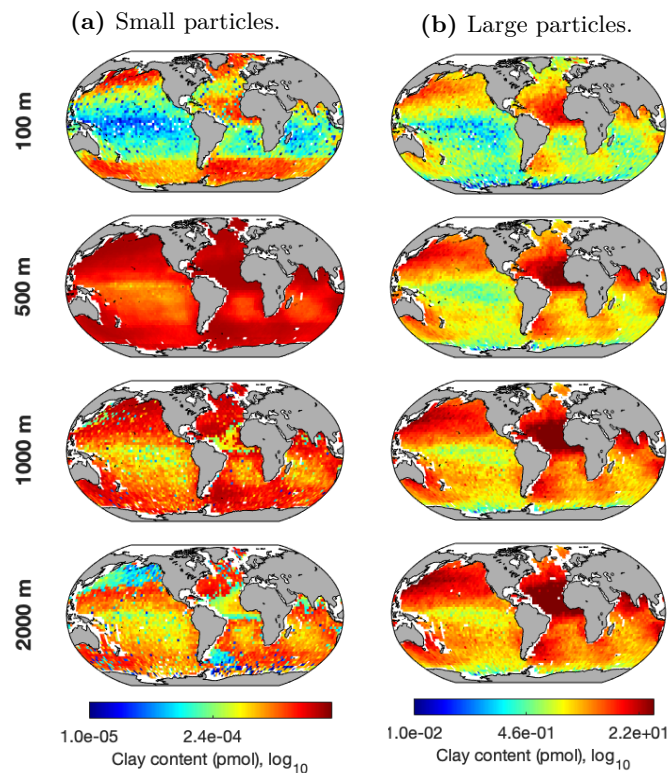 (a) Small particles.
(b) Large particles.
100 m
500 m
1000 m
2000 m
1.0e-05 2.4e-04
Clay content (pmol), log10
1.0e-02 4.6e-01 2.2e+01
Clay content (pmol), log10